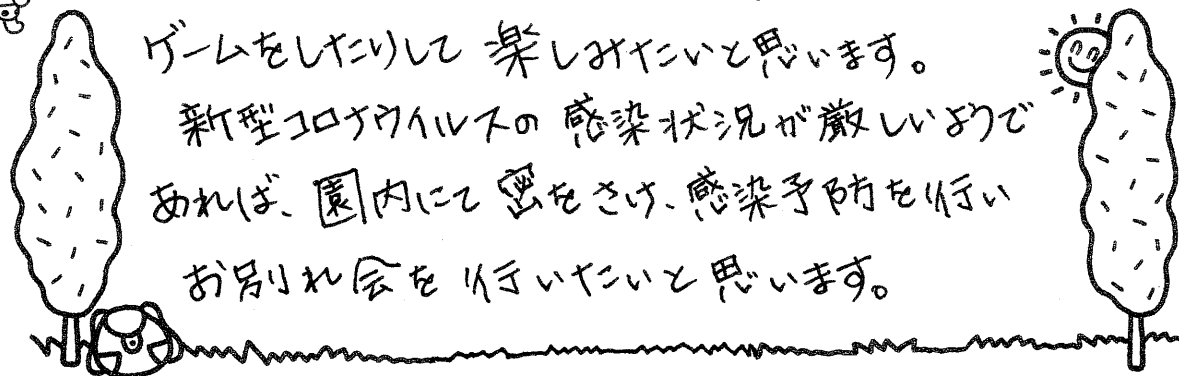 ゲームをしたりして 楽しみたいと思います。
新型コロナウイルスの 感染状況が厳しいようで
あれば、園内にて 密をさけ、感染予防を行い
お別れ会を 行いたいと 思います。